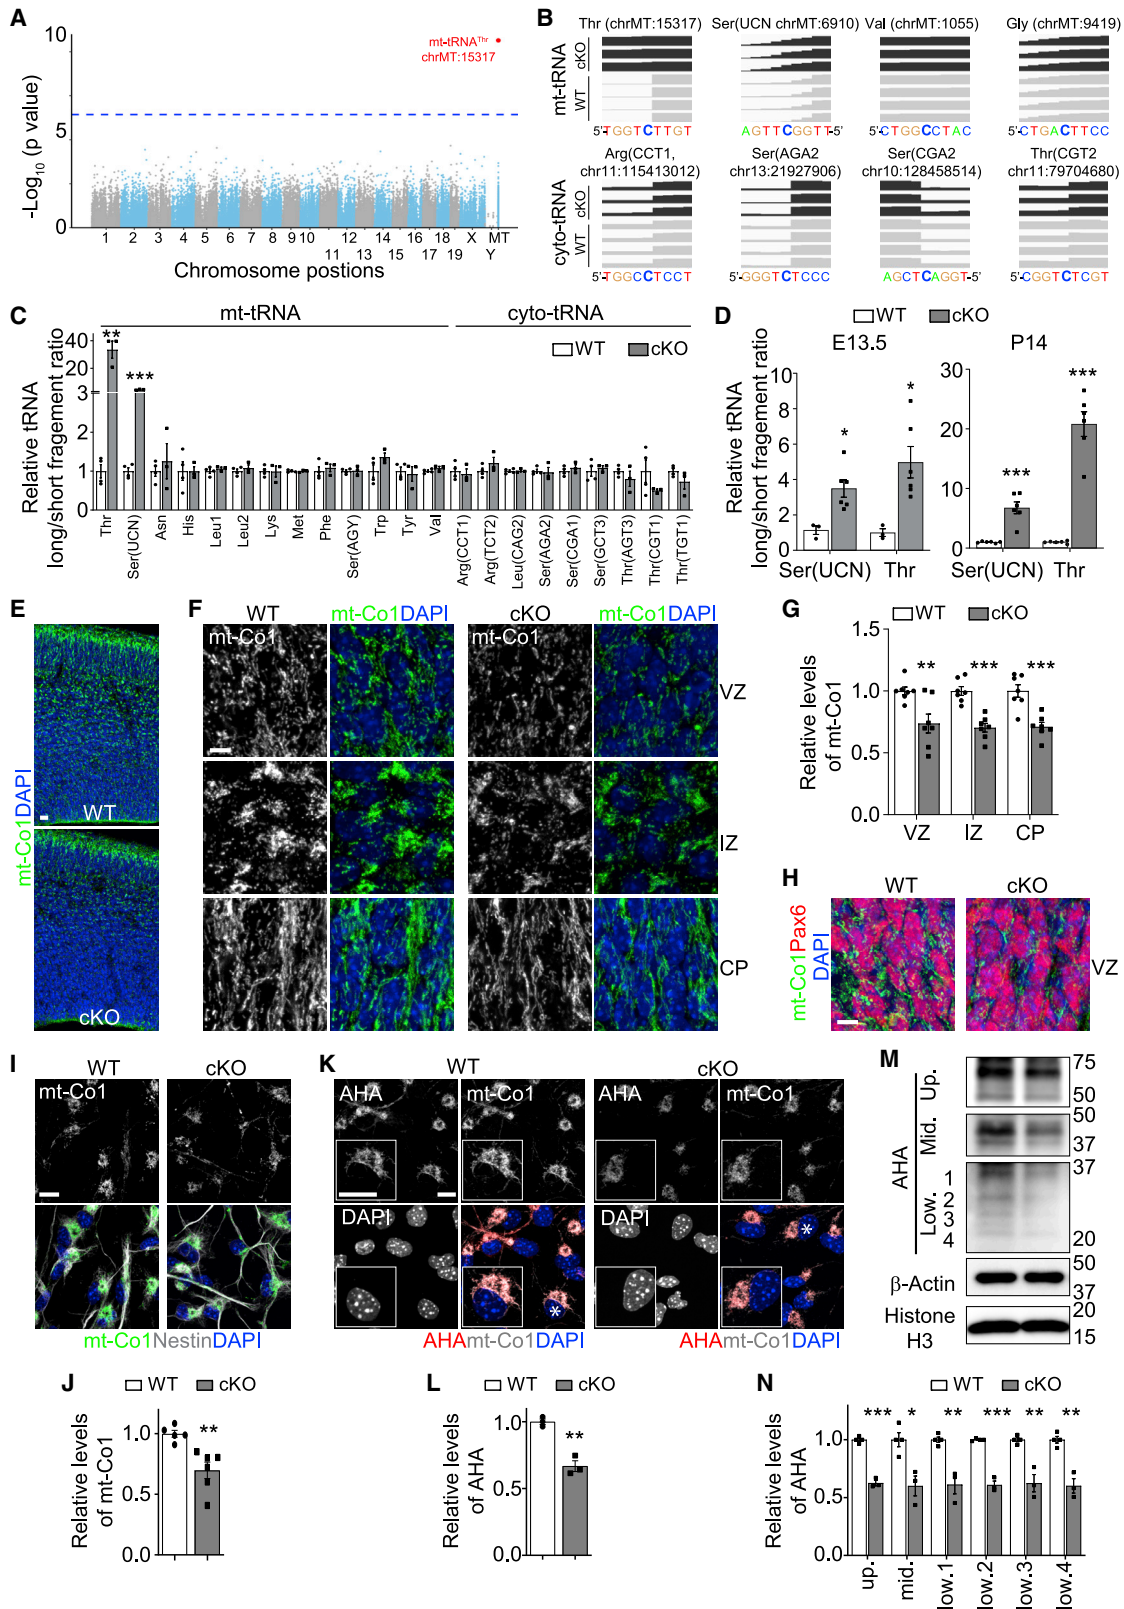 A
10
5
0
-Log10 (p value)
mt-tRNAThr
chrMT:15317
1 2 3 4 5 6 7 8 9 10 12 14 16 18 X MT
11 13 15 17 19 Y
Chromosome postions
B
Thr (chrMT:15317) Ser(UCN chrMT:6910) Val (chrMT:1055) Gly (chrMT:9419)
mt-tRNA
cKO
WT
5'-TGGTCTTGT AGTTCGGTT-5' 5'-CTGGCCTAC 5'-CTGACTTCC
Arg(CCT1, chr11:115413012)
Ser(AGA2 chr13:21927906)
Ser(CGA2 chr10:128458514)
Thr(CGT2 chr11:79704680)
cyto-tRNA
cKO
WT
5'-TGGCCTCCT 5'-GGGTCTCCC AGCTCAGGT-5' 5'-CGGTCTCGT
C
mt-tRNA cyto-tRNA
WT cKO
Relative tRNA
long/short fragement ratio
40
20
3
2
1
0
** ***
Thr
Ser(UCN)
Asn
His
Leu1
Leu2
Lys
Met
Phe
Ser(AGY)
Trp
Tyr
Val
Arg(CCT1)
Arg(TCT2)
Leu(CAG2)
Ser(AGA2)
Ser(CGA1)
Ser(GCT3)
Thr(AGT3)
Thr(CGT1)
Thr(TGT1)
D
WT cKO
E13.5 P14
Relative tRNA
long/short fragment ratio
10
8
6
4
2
0
* *
Ser(UCN) Thr
30
20
10
0
*** ***
Ser(UCN) Thr
E
mt-Co1DAPI
WT
cKO
F
WT mt-Co1DAPI cKO mt-Co1DAPI
mt-Co1 mt-Co1
VZ
IZ
CP
G
WT cKO
Relative levels
of mt-Co1
1.5
1.0
0.5
0.0
** *** ***
VZ IZ CP
H
WT cKO
mt-Co1Pax6
DAPI
VZ
I
WT cKO
mt-Co1
mt-Co1NestinDAPI
J
WT cKO
Relative levels
of mt-Co1
1.0
0.5
0.0
**
K
WT cKO
AHA mt-Co1 AHA mt-Co1
DAPI DAPI
* *
AHAmt-Co1DAPI AHAmt-Co1DAPI
L
WT cKO
Relative levels
of AHA
1.0
0.5
0.0
**
M
AHA
Up.
75
50
Mid.
50
37
Low.
1
2
3
4
37
20
β-Actin
50
37
Histone
H3
20
15
N
WT cKO
Relative levels
of AHA
1.0
0.5
0.0
*** * ** *** ** **
up.
mid.
low.1
low.2
low.3
low.4